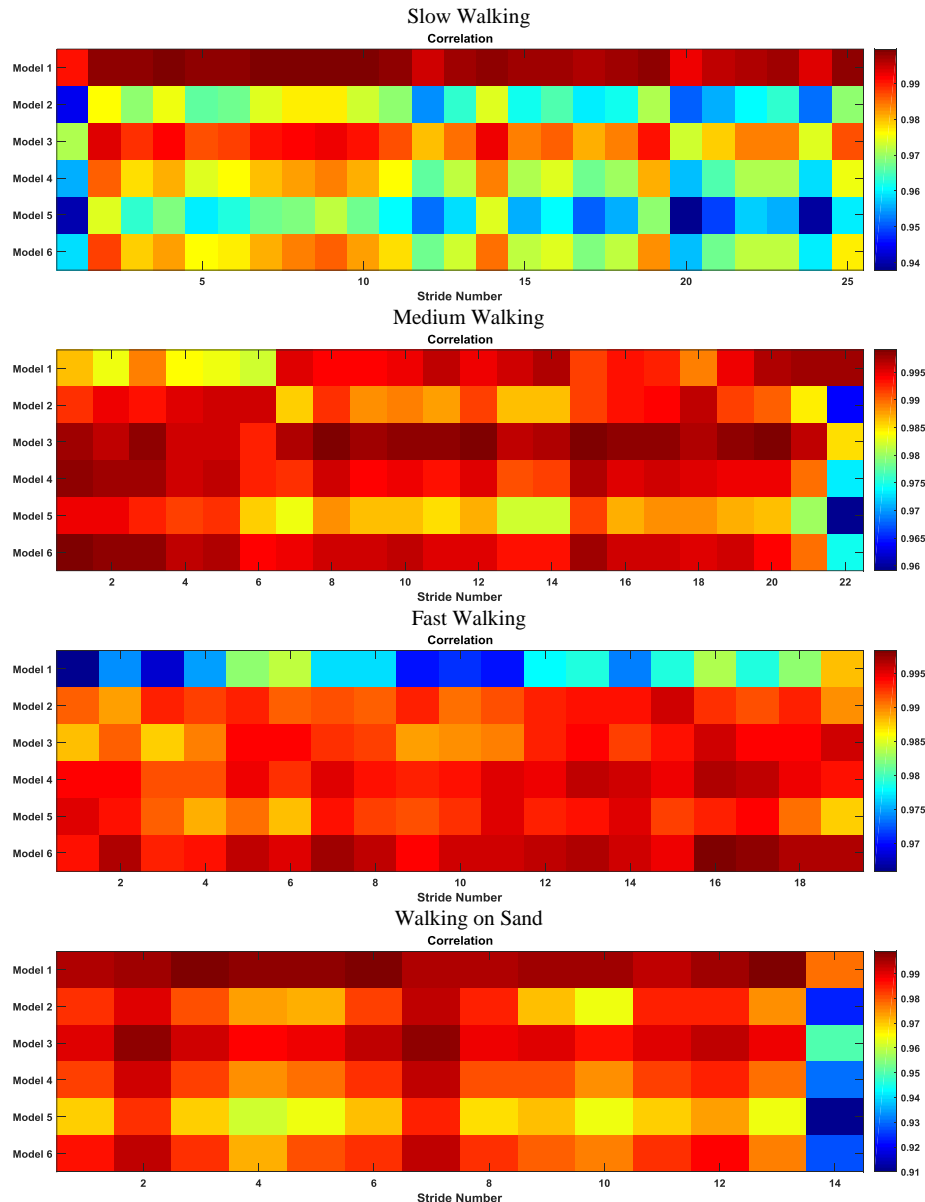 Slow Walking
Correlation
Model 1
Model 2
Model 3
Model 4
Model 5
Model 6
0.99
0.98
0.97
0.96
0.95
0.94
5 10 15 20 25
Stride Number
Medium Walking
Correlation
Model 1
Model 2
Model 3
Model 4
Model 5
Model 6
0.995
0.99
0.985
0.98
0.975
0.97
0.965
0.96
2 4 6 8 10 12 14 16 18 20 22
Stride Number
Fast Walking
Correlation
Model 1
Model 2
Model 3
Model 4
Model 5
Model 6
0.995
0.99
0.985
0.98
0.975
0.97
2 4 6 8 10 12 14 16 18
Stride Number
Walking on Sand
Correlation
Model 1
Model 2
Model 3
Model 4
Model 5
Model 6
0.99
0.98
0.97
0.96
0.95
0.94
0.93
0.92
0.91
2 4 6 8 10 12 14
Stride Number